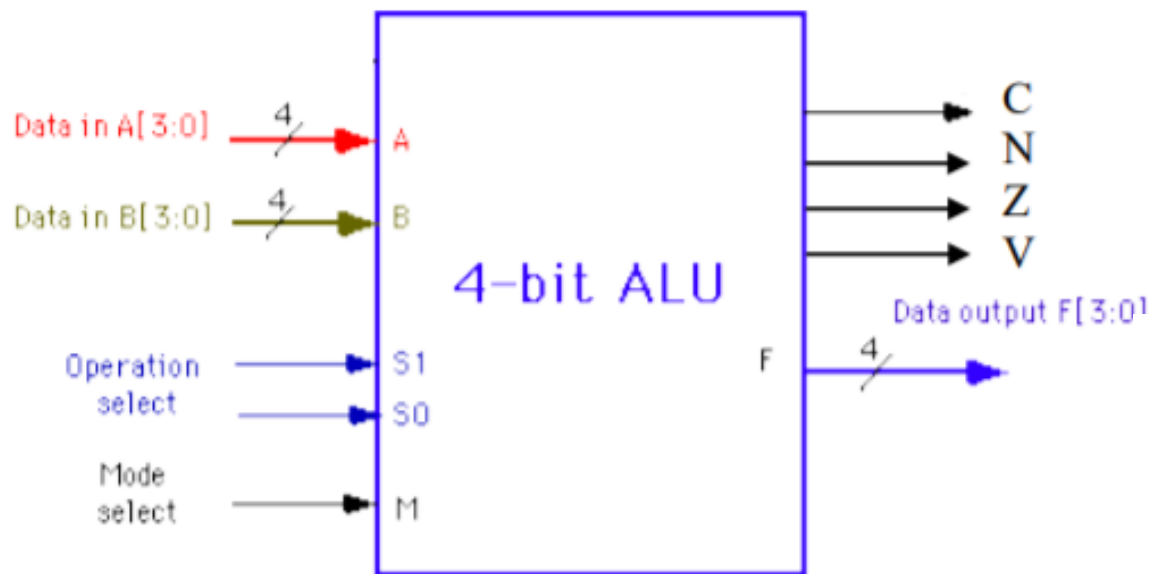 Data in A[3:0]
4
A
Data in B[3:0]
4
B
4-bit ALU
Operation
select
S1
S0
Mode
select
M
C
N
Z
V
Data output F[3:0]
F
4